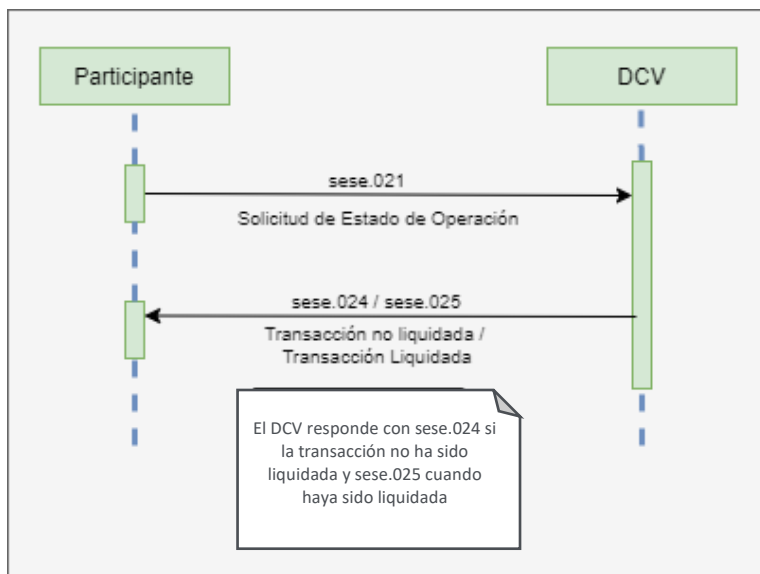 Participante
DCV
sese.021
Solicitud de Estado de Operación
sese.024 / sese.025
Transacción no liquidada /
Transacción Liquidada
El DCV responde con sese.024 si
la transacción no ha sido
liquidada y sese.025 cuando
haya sido liquidada